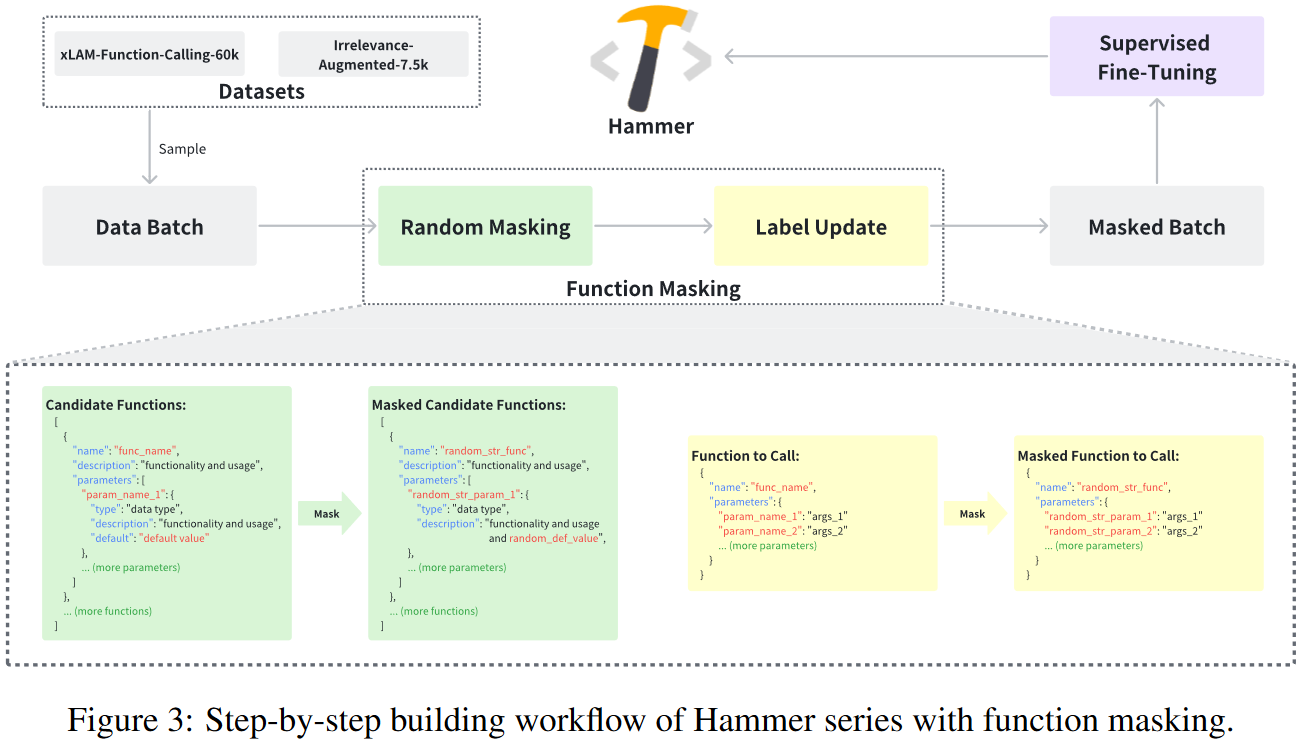 xLAM-Function-Calling-60k
Irrelevance-
Augmented-7.5k
Datasets
Sample
Hammer
Supervised
Fine-Tuning
Data Batch
Random Masking
Label Update
Masked Batch
Function Masking
Candidate Functions:
[
{
"name": "func_name",
"description": "functionality and usage",
"parameters": [
"param_name_1": {
"type": "data type",
"description": "functionality and usage",
"default": "default value"
},
... (more parameters)
]
},
... (more functions)
]
Mask
Masked Candidate Functions:
[
{
"name": "random_str_func",
"description": "functionality and usage",
"parameters": [
"random_str_param_1": {
"type": "data type",
"description": "functionality and usage
and random_def_value",
},
... (more parameters)
]
},
... (more functions)
]
Function to Call:
{
"name": "func_name",
"parameters": {
"param_name_1": "args_1"
"param_name_2": "args_2"
... (more parameters)
}
}
Mask
Masked Function to Call:
{
"name": "random_str_func",
"parameters": {
"random_str_param_1": "args_1"
"random_str_param_2": "args_2"
... (more parameters)
}
}
Figure 3: Step-by-step building workflow of Hammer series with function masking.